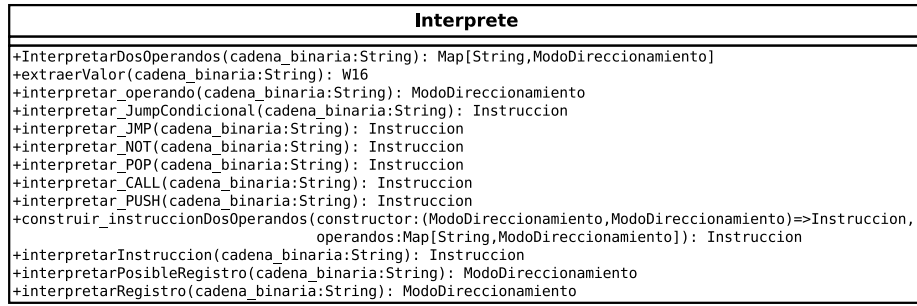 Interprete
+InterpretarDosOperandos(cadena_binaria:String): Map[String,ModoDireccionamiento]
+extraerValor(cadena_binaria:String): W16
+interpretar_operando(cadena_binaria:String): ModoDireccionamiento
+interpretar_JumpCondicional(cadena_binaria:String): Instruccion
+interpretar_JMP(cadena_binaria:String): Instruccion
+interpretar_NOT(cadena_binaria:String): Instruccion
+interpretar_POP(cadena_binaria:String): Instruccion
+interpretar_CALL(cadena_binaria:String): Instruccion
+interpretar_PUSH(cadena_binaria:String): Instruccion
+construir_instruccionDosOperandos(constructor:(ModoDireccionamiento,ModoDireccionamiento)=>Instruccion,
operandos:Map[String,ModoDireccionamiento]): Instruccion
+interpretarInstruccion(cadena_binaria:String): Instruccion
+interpretarPosibleRegistro(cadena_binaria:String): ModoDireccionamiento
+interpretarRegistro(cadena_binaria:String): ModoDireccionamiento